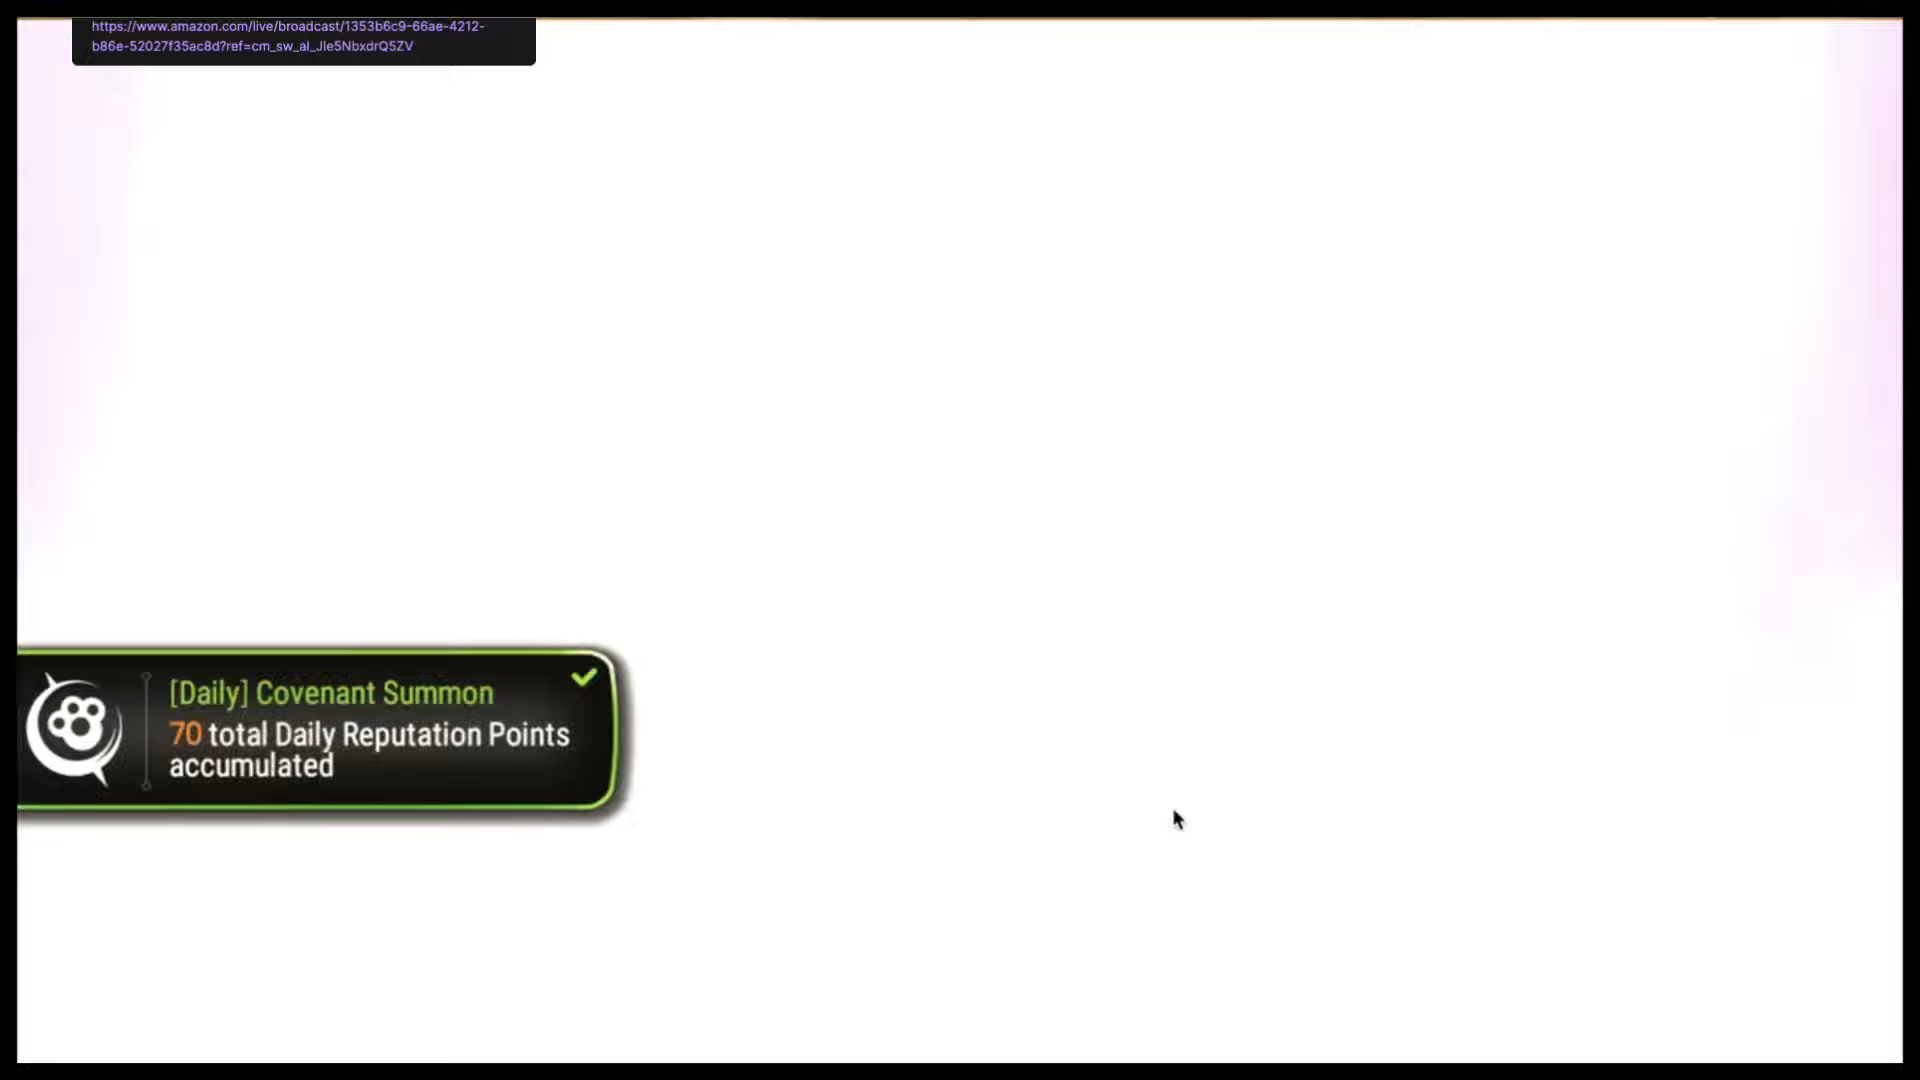 https://www.amazon.com/live/broadcast/1353b6c9-66ae-4212-
b86e-52027f35ac8d?ref=cm_sw_al_Jle5NbxdrQ5ZV
[Daily] Covenant Summon
70 total Daily Reputation Points
accumulated